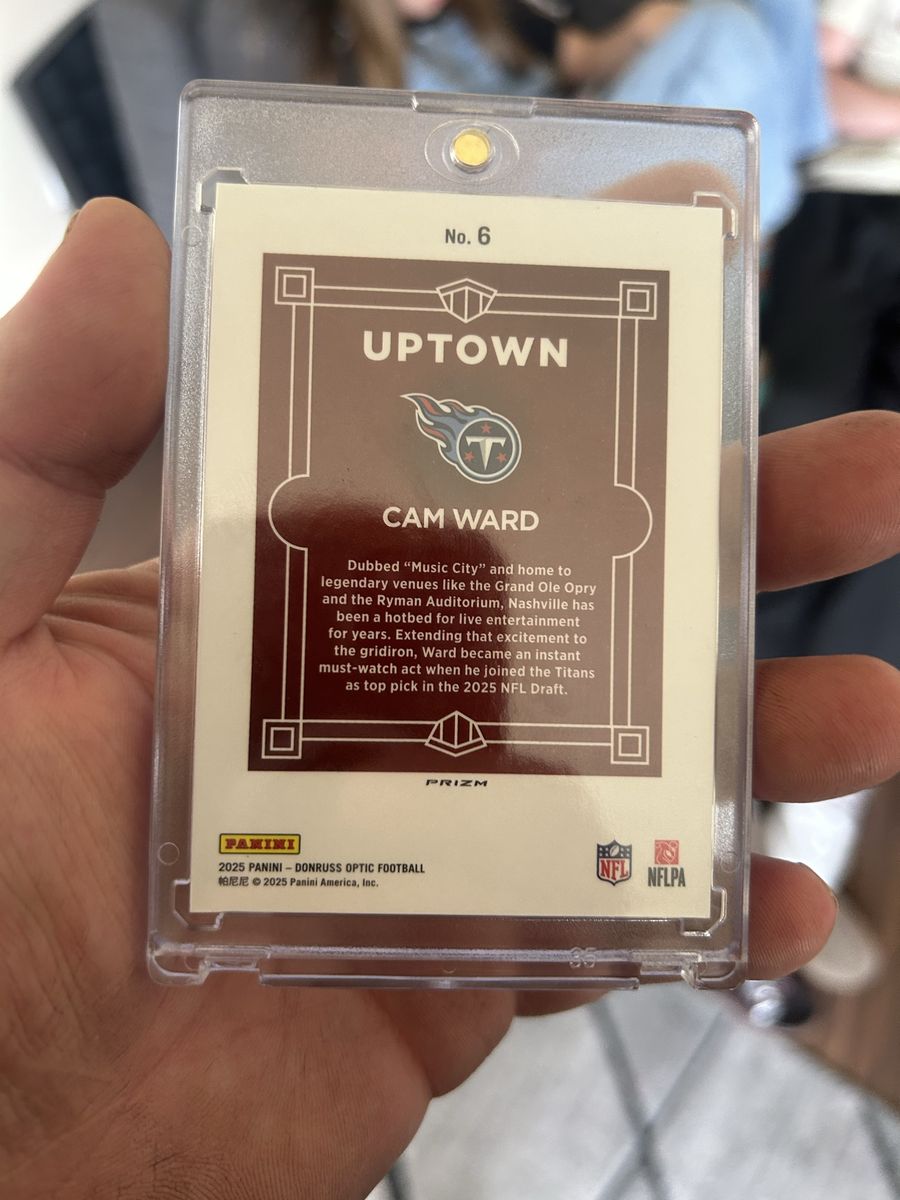 No. 6
UPTOWN
T
CAM WARD
Dubbed “Music City” and home to
legendary venues like the Grand Ole Opry
and the Ryman Auditorium, Nashville has
been a hotbed for live entertainment
for years. Extending that excitement to
the gridiron, Ward became an instant
must-watch act when he joined the Titans
as top pick in the 2025 NFL Draft.
PRIZM
PANINI
2025 PANINI – DONRUSS OPTIC FOOTBALL
帕尼尼 © 2025 Panini America, Inc.
NFL
NFLPA